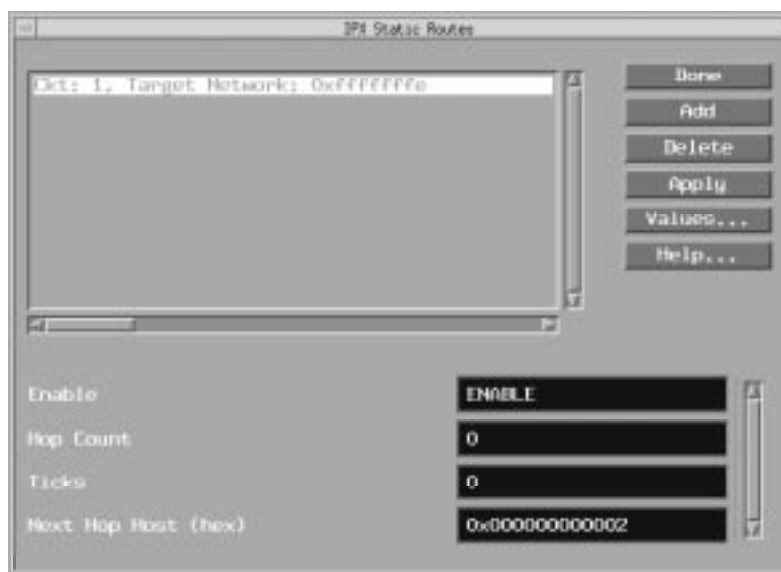 IPX Static Routes
Ckt: 1, Target Network: 0xfffffffe
Done
Add
Delete
Apply
Values...
Help...
Enable
ENABLE
Hop Count
0
Ticks
0
Next Hop Host (hex)
0x000000000002